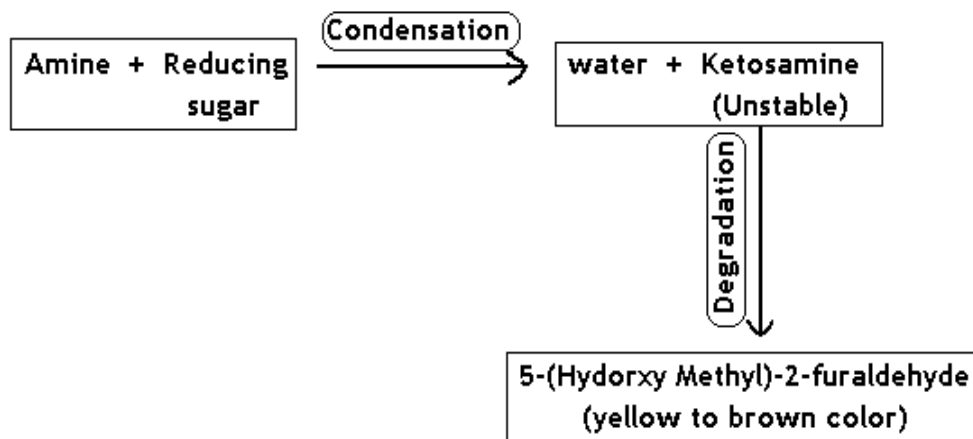 Condensation
Amine + Reducing
sugar
water + Ketosamine
(Unstable)
Degradation
5-(Hydorxy Methyl)-2-furaldehyde
(yellow to brown color)